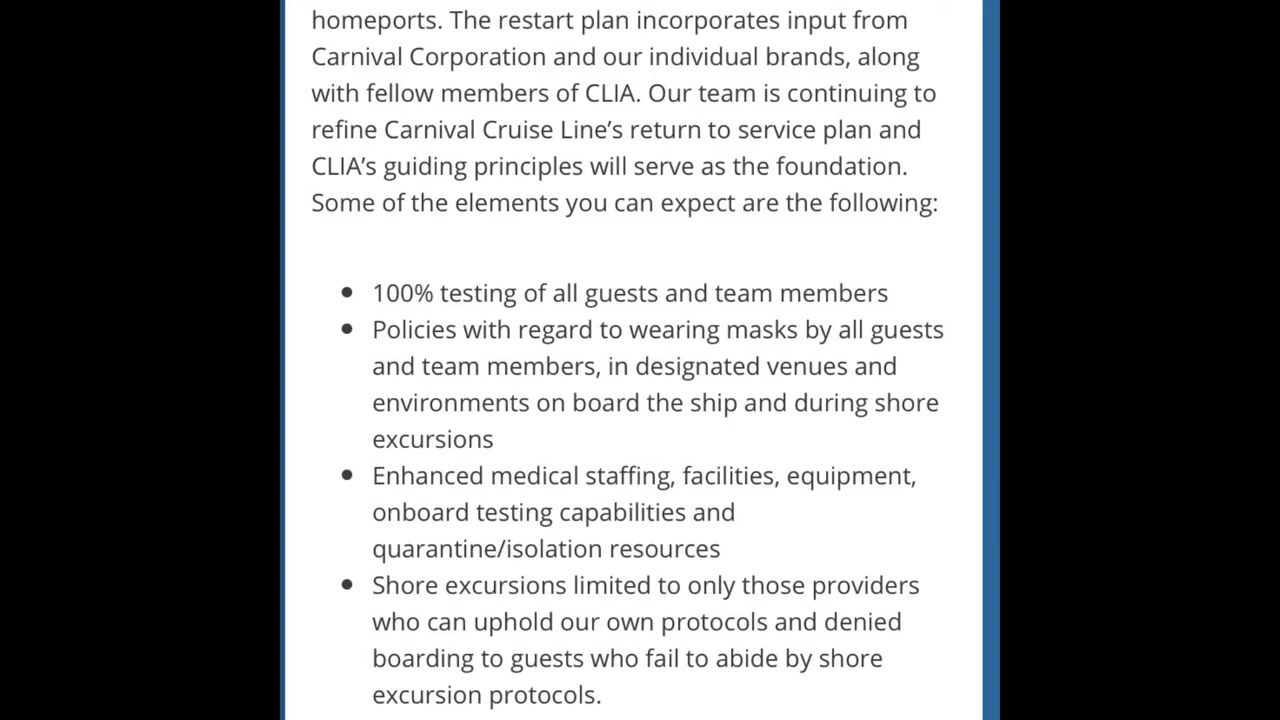 homeports. The restart plan incorporates input from
Carnival Corporation and our individual brands, along
with fellow members of CLIA. Our team is continuing to
refine Carnival Cruise Line’s return to service plan and
CLIA’s guiding principles will serve as the foundation.
Some of the elements you can expect are the following:
• 100% testing of all guests and team members
• Policies with regard to wearing masks by all guests
and team members, in designated venues and
environments on board the ship and during shore
excursions
• Enhanced medical staffing, facilities, equipment,
onboard testing capabilities and
quarantine/isolation resources
• Shore excursions limited to only those providers
who can uphold our own protocols and denied
boarding to guests who fail to abide by shore
excursion protocols.